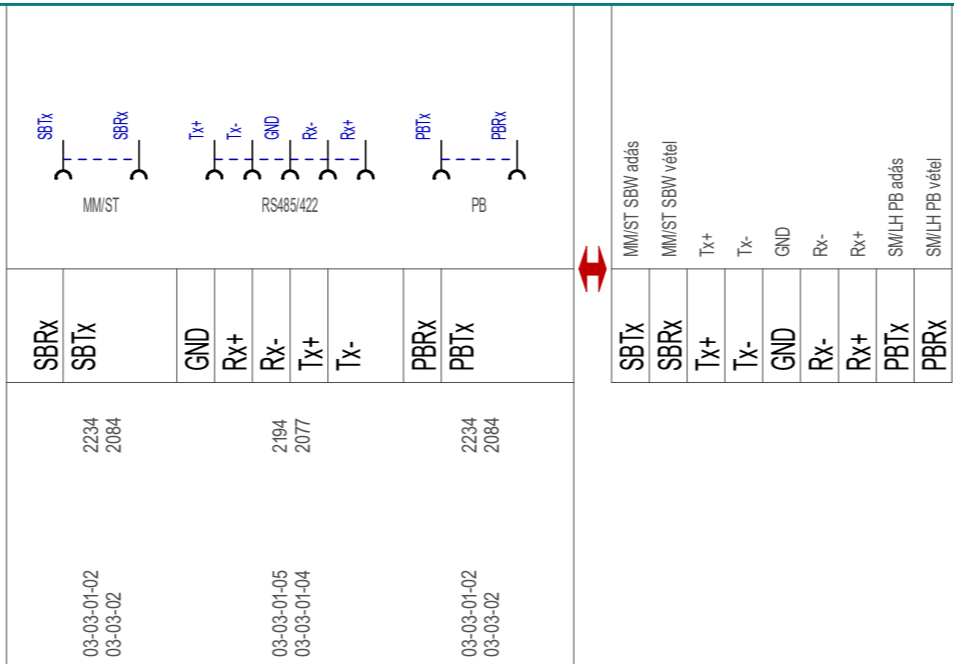 SBTx
SBRx
Tx+
Tx-
GND
Rx-
Rx+
PBTx
PBRx
MM/ST
RS485/422
PB
SBRx
SBTx
GND
Rx+
Rx-
Tx+
Tx-
PBRx
PBTx
2234
2084
2194
2077
2234
2084
03-03-01-02
03-03-02
03-03-01-05
03-03-01-04
03-03-01-02
03-03-02
MM/ST SBW adás
MM/ST SBW vétel
Tx+
Tx-
GND
Rx-
Rx+
SM/LH PB adás
SM/LH PB vétel
SBTx
SBRx
Tx+
Tx-
GND
Rx-
Rx+
PBTx
PBRx